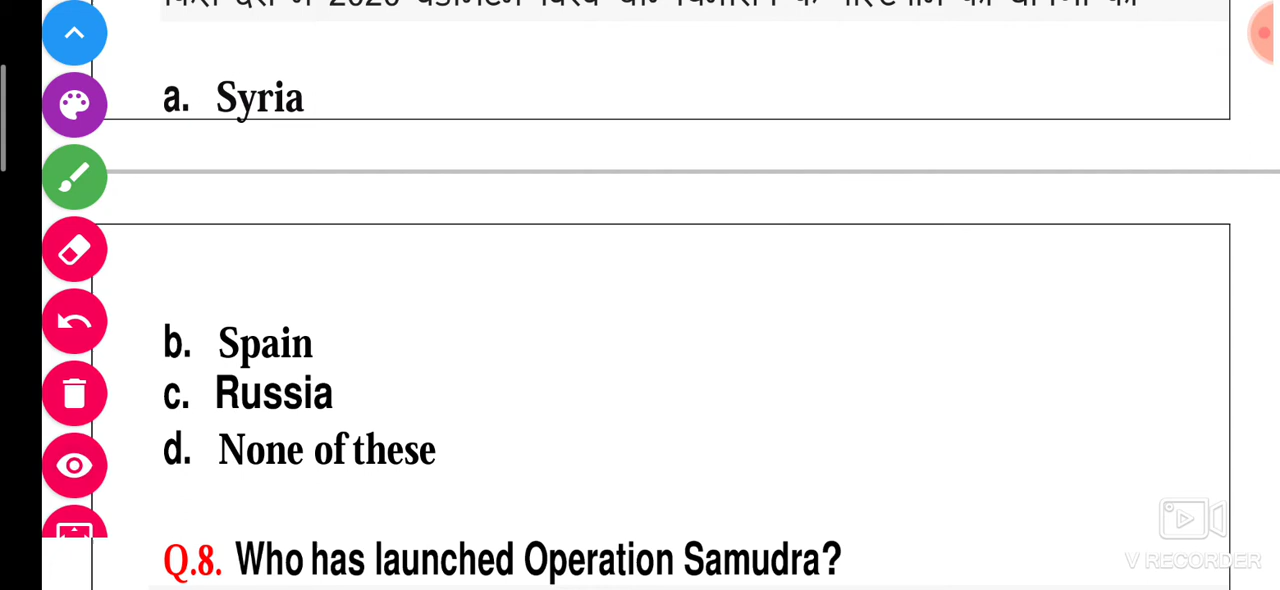 a. Syria
b. Spain
c. Russia
d. None of these
Q.8. Who has launched Operation Samudra?
V RECORDER